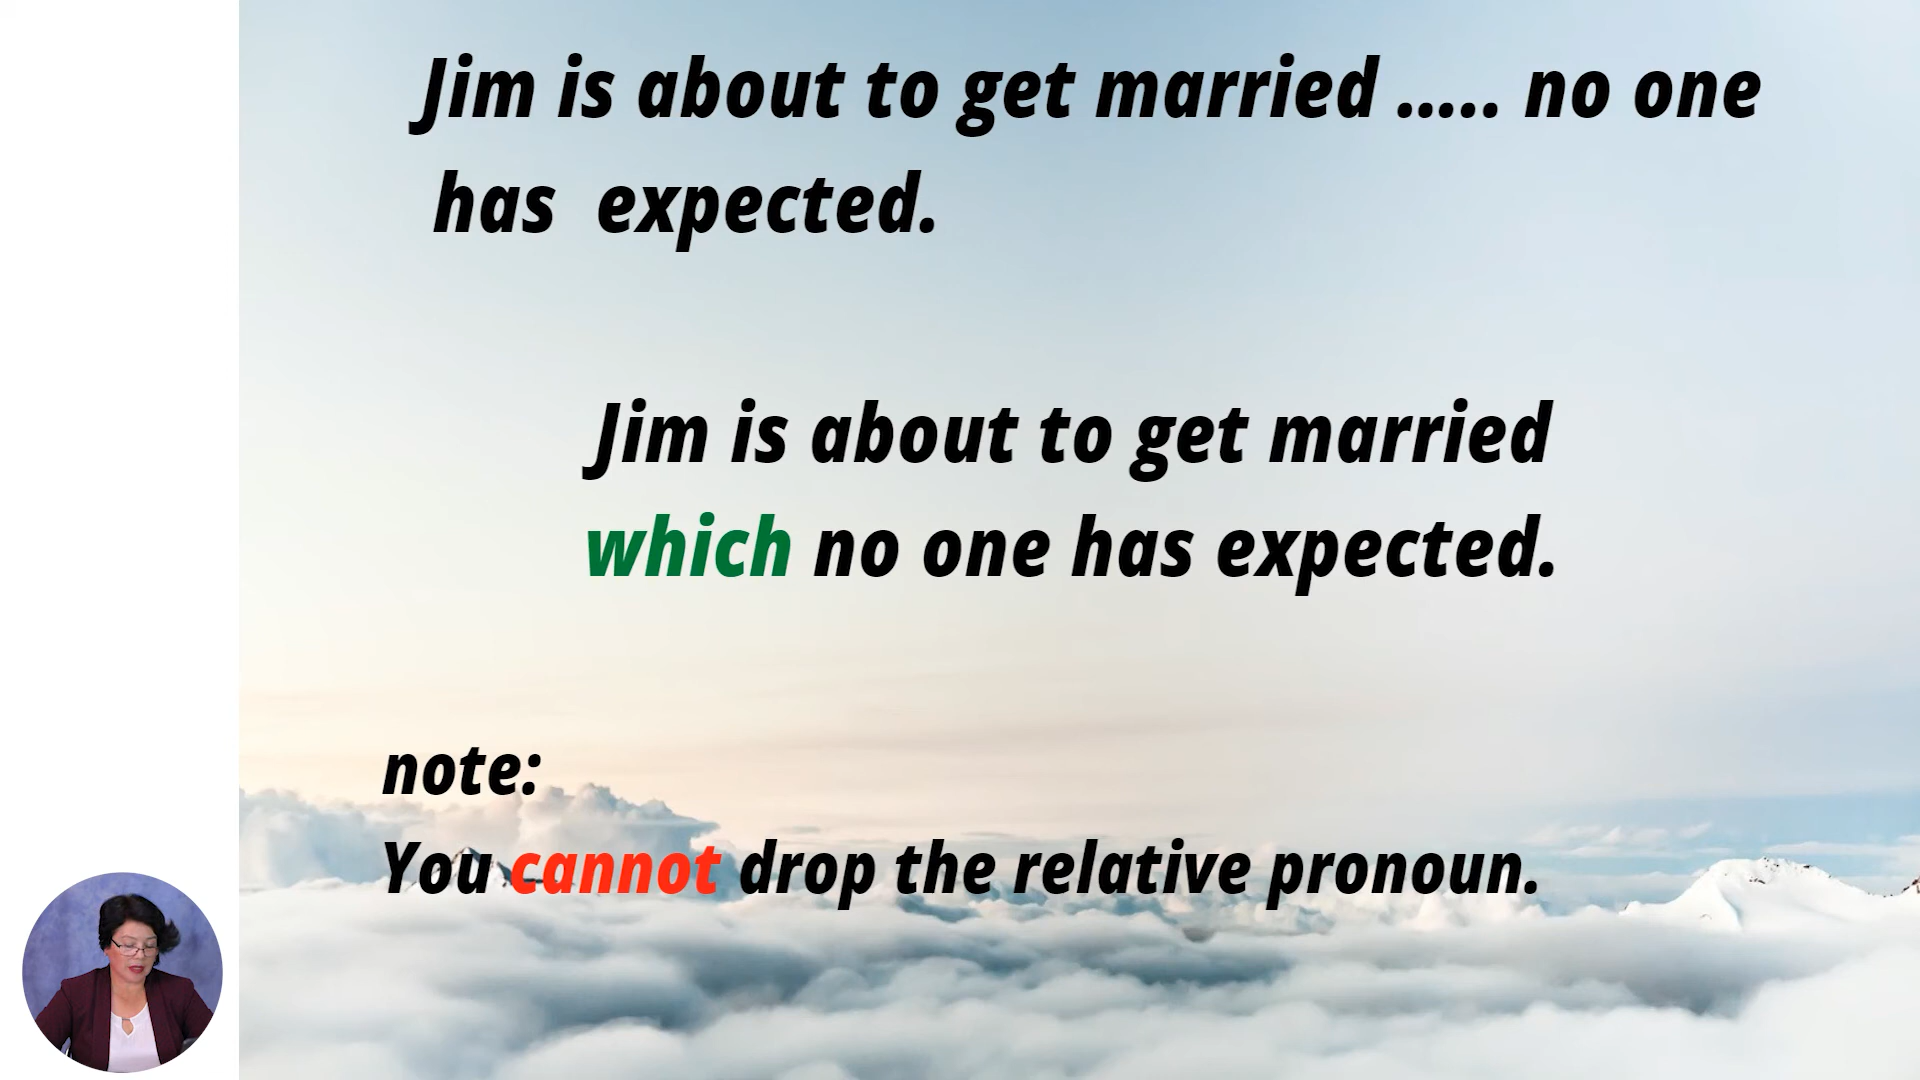 Jim is about to get married ..... no one
has expected.
Jim is about to get married
which no one has expected.
note:
You cannot drop the relative pronoun.